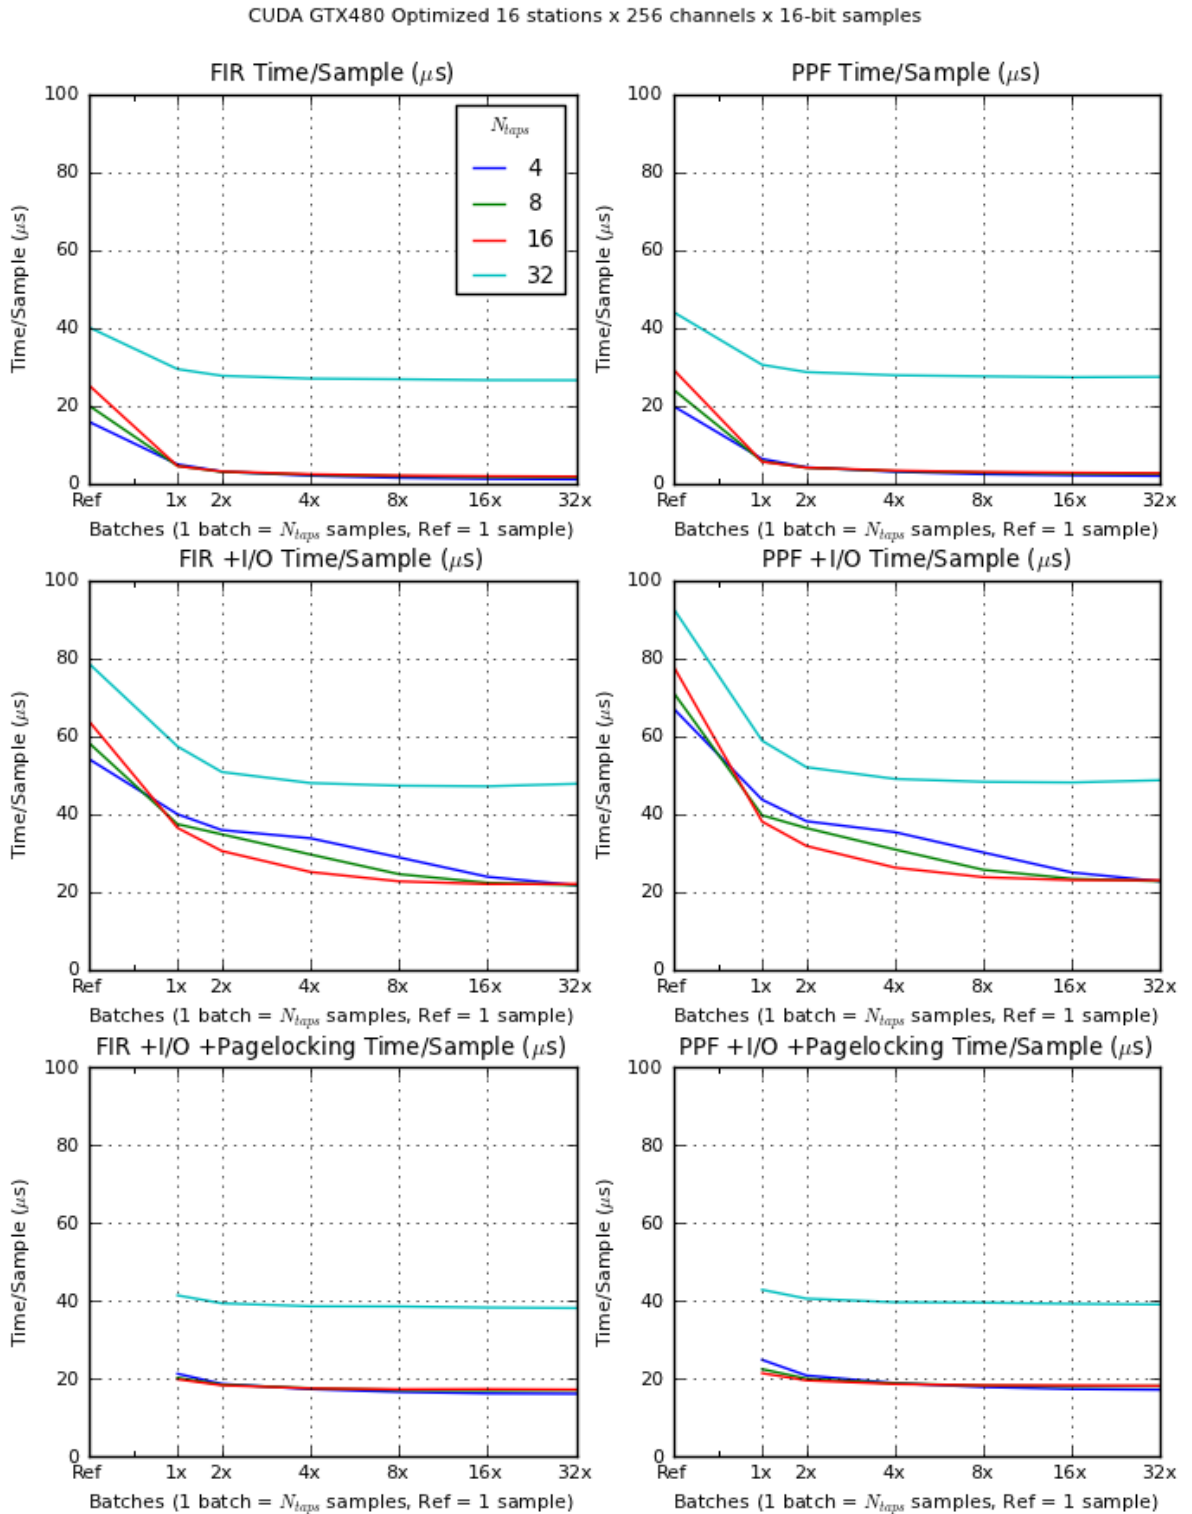 CUDA GTX480 Optimized 16 stations x 256 channels x 16-bit samples
FIR Time/Sample (μs)
100
80
60
40
20
0
Time/Sample (μs)
N_taps
4
8
16
32
Ref 1x 2x 4x 8x 16x 32x
Batches (1 batch = N_taps samples, Ref = 1 sample)
PPF Time/Sample (μs)
100
80
60
40
20
0
Time/Sample (μs)
Ref 1x 2x 4x 8x 16x 32x
Batches (1 batch = N_taps samples, Ref = 1 sample)
FIR +I/O Time/Sample (μs)
100
80
60
40
20
0
Time/Sample (μs)
Ref 1x 2x 4x 8x 16x 32x
Batches (1 batch = N_taps samples, Ref = 1 sample)
PPF +I/O Time/Sample (μs)
100
80
60
40
20
0
Time/Sample (μs)
Ref 1x 2x 4x 8x 16x 32x
Batches (1 batch = N_taps samples, Ref = 1 sample)
FIR +I/O +Pagelocking Time/Sample (μs)
100
80
60
40
20
0
Time/Sample (μs)
Ref 1x 2x 4x 8x 16x 32x
Batches (1 batch = N_taps samples, Ref = 1 sample)
PPF +I/O +Pagelocking Time/Sample (μs)
100
80
60
40
20
0
Time/Sample (μs)
Ref 1x 2x 4x 8x 16x 32x
Batches (1 batch = N_taps samples, Ref = 1 sample)